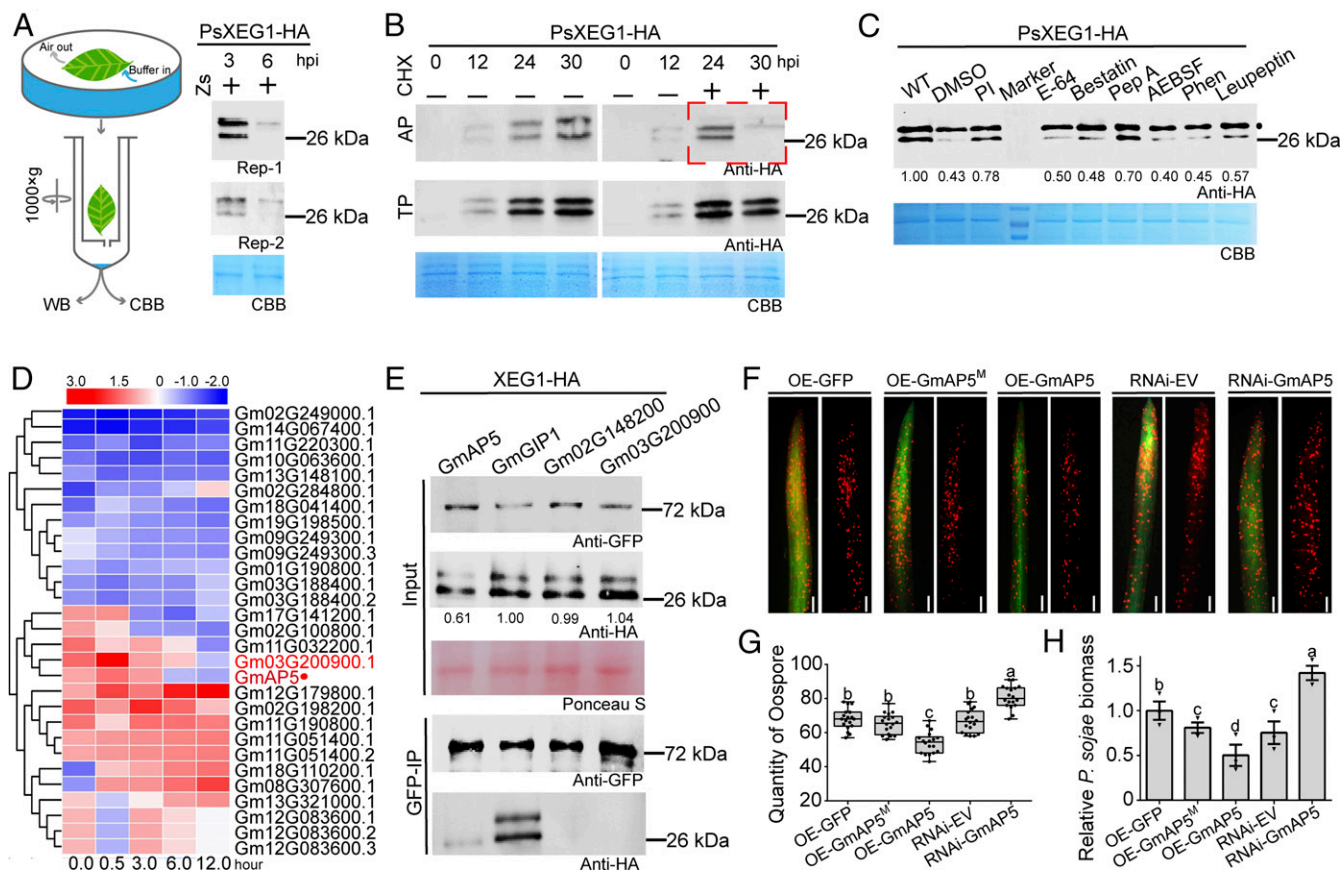 A
Air out
Buffer in
1000×g
WB
CBB
PsXEG1-HA
3 6 hpi
Zs + +
26 kDa
Rep-1
26 kDa
Rep-2
CBB
B
PsXEG1-HA
CHX
0 12 24 30 0 12 24 30 hpi
− − − − − − + +
AP
26 kDa
Anti-HA
TP
26 kDa
Anti-HA
CBB
C
PsXEG1-HA
WT DMSO PI Marker E-64 Bestatin Pep A AEBSF Phen Leupeptin
26 kDa
1.00 0.43 0.78 0.50 0.48 0.70 0.40 0.45 0.57
Anti-HA
CBB
D
3.0 1.5 0 -1.0 -2.0
Gm02G249000.1
Gm14G067400.1
Gm11G220300.1
Gm10G063600.1
Gm13G148100.1
Gm02G284800.1
Gm18G041400.1
Gm19G198500.1
Gm09G249300.1
Gm09G249300.3
Gm01G190800.1
Gm03G188400.1
Gm03G188400.2
Gm17G141200.1
Gm02G100800.1
Gm11G032200.1
Gm03G200900.1
GmAP5
Gm12G179800.1
Gm02G198200.1
Gm11G190800.1
Gm11G051400.1
Gm11G051400.2
Gm18G110200.1
Gm08G307600.1
Gm13G321000.1
Gm12G083600.1
Gm12G083600.2
Gm12G083600.3
0.0 0.5 3.0 6.0 12.0 hour
E
XEG1-HA
GmAP5 GmGIP1 Gm02G148200 Gm03G200900
Input
72 kDa
Anti-GFP
26 kDa
0.61 1.00 0.99 1.04
Anti-HA
Ponceau S
GFP-IP
72 kDa
Anti-GFP
26 kDa
Anti-HA
F
OE-GFP OE-GmAP5ᴹ OE-GmAP5 RNAi-EV RNAi-GmAP5
G
Quantity of Oospore
100
80
60
40
20
0
b b c b a
OE-GFP OE-GmAP5ᴹ OE-GmAP5 RNAi-EV RNAi-GmAP5
H
Relative P. sojae biomass
1.5
1.0
0.5
0
b c d c a
OE-GFP OE-GmAP5ᴹ OE-GmAP5 RNAi-EV RNAi-GmAP5